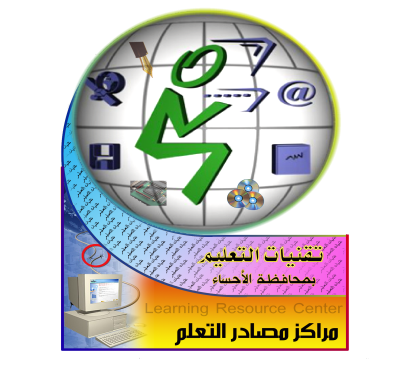 @
تقنيات التعليم
بمحافظة الأحساء
Learning Resource Center
مراكز مصادر التعلم